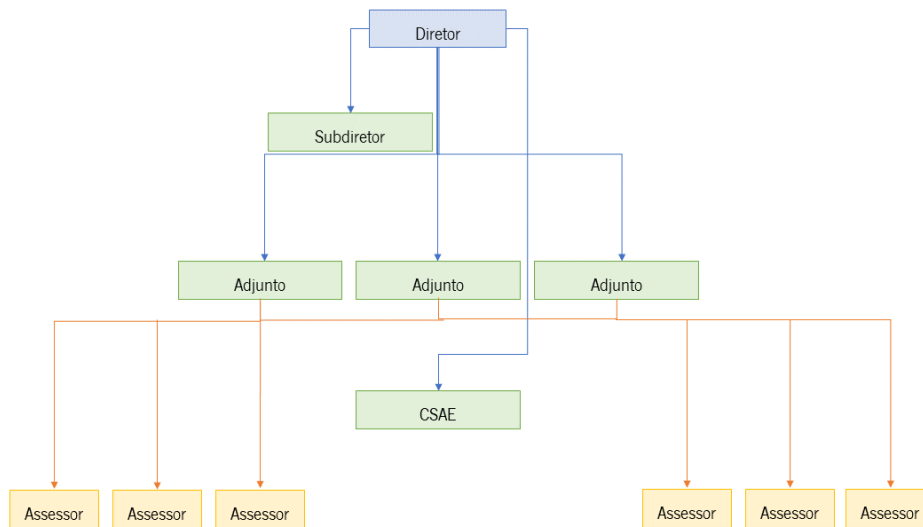 Diretor
Subdiretor
Adjunto
Adjunto
Adjunto
CSAE
Assessor
Assessor
Assessor
Assessor
Assessor
Assessor